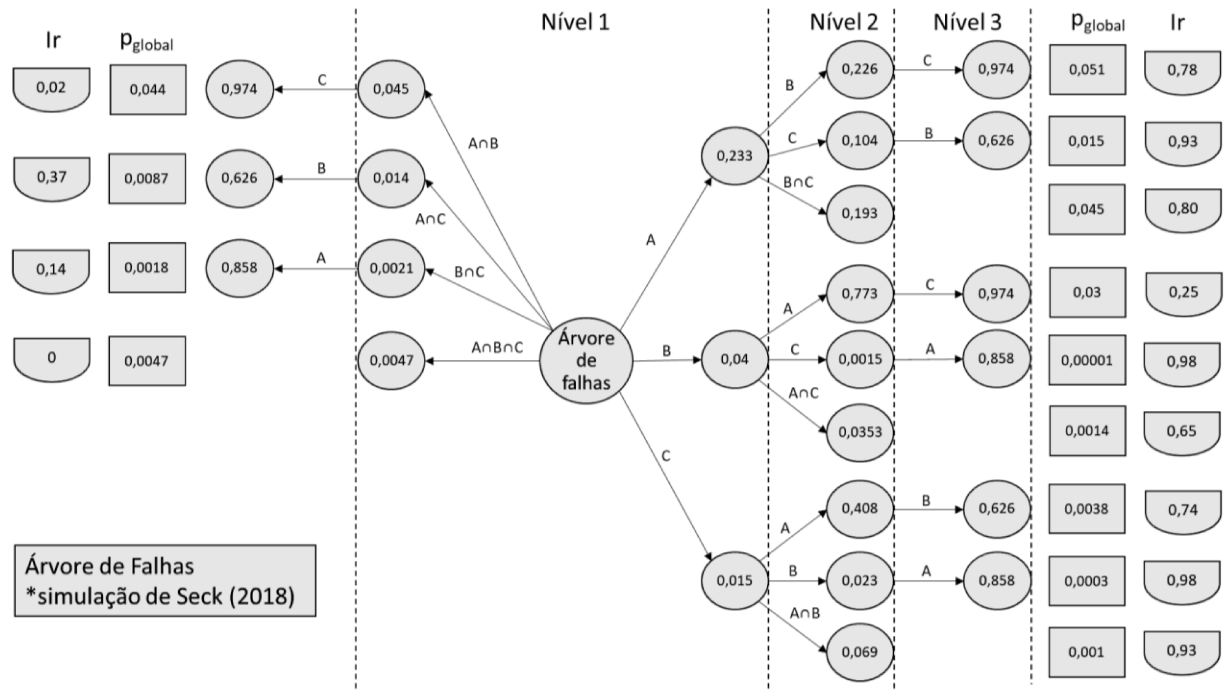 Nível 1
Nível 2
Nível 3
Ir
p_global
p_global
Ir
0,02
0,044
0,974
C
0,045
A∩B
0,37
0,0087
0,626
B
0,014
A∩C
0,14
0,0018
0,858
A
0,0021
B∩C
0
0,0047
0,0047
A∩B∩C
Árvore
de
falhas
A
0,233
B
0,226
C
0,974
0,051
0,78
C
0,104
B
0,626
0,015
0,93
B∩C
0,193
0,045
0,80
B
0,04
A
0,773
C
0,974
0,03
0,25
C
0,0015
A
0,858
0,00001
0,98
A∩C
0,0353
0,0014
0,65
C
0,015
A
0,408
B
0,626
0,0038
0,74
B
0,023
A
0,858
0,0003
0,98
A∩B
0,069
0,001
0,93
Árvore de Falhas
*simulação de Seck (2018)